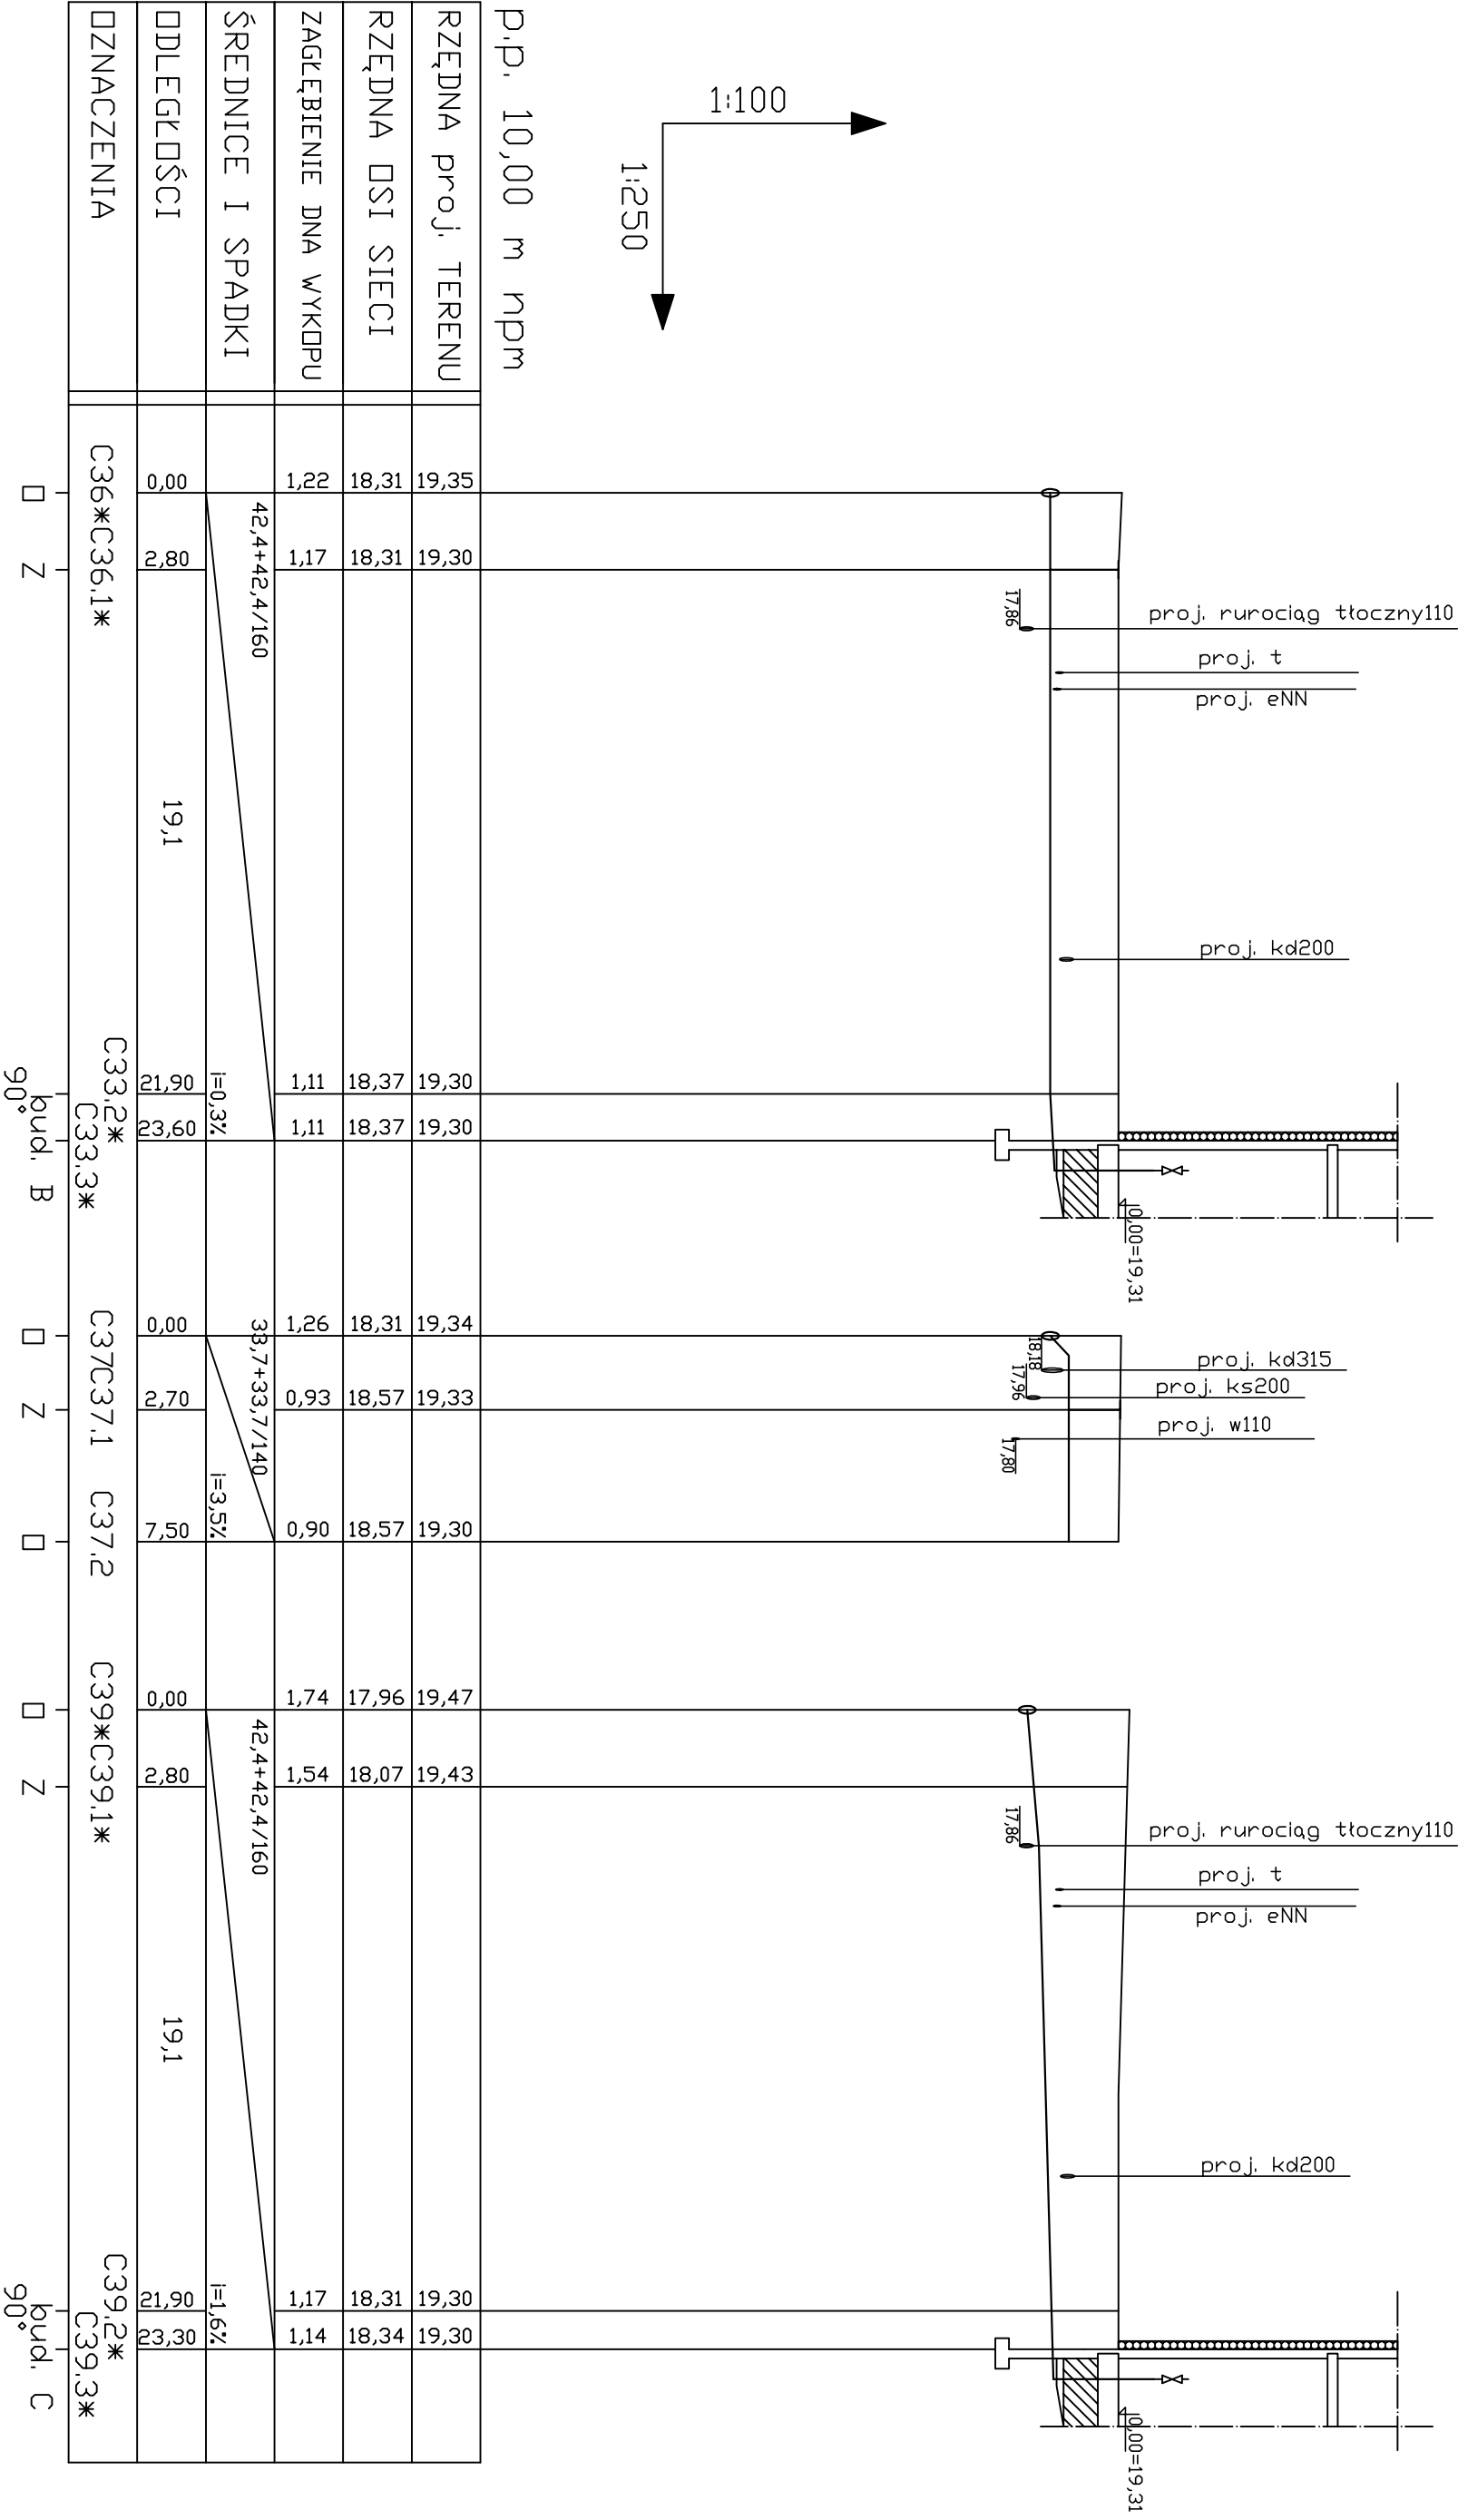 proj. rurociąg tłoczny110
proj. t
proj. eNN
proj. kd200
proj. kd315
proj. ks200
proj. w110
proj. rurociąg tłoczny110
proj. t
proj. eNN
proj. kd200
17,86
0,00=19,31
18,18
17,96
17,80
17,86
0,00=19,31
1:100
1:250
p.p. 10,00 m npm
RZĘDNA proj. TERENU
19,35 19,30 19,30 19,30 19,34 19,33 19,30 19,47 19,43 19,30 19,30
RZĘDNA OSI SIECI
18,31 18,31 18,37 18,37 18,31 18,57 18,57 17,96 18,07 18,31 18,34
ZAGŁĘBIENIE DNA WYKOPU
1,22 1,17 1,11 1,11 1,26 0,93 0,90 1,74 1,54 1,17 1,14
ŚREDNICE I SPADKI
42,4+42,4/160 i=0,3% 33,7+33,7/140 i=3,5% 42,4+42,4/160 i=1,6%
ODLEGŁOŚCI
0,00 2,80 19,1 21,90 23,60 0,00 2,70 7,50 0,00 2,80 19,1 21,90 23,30
OZNACZENIA
C36* C36.1* C33.2* C33.3* C37 C37.1 C37.2 C39* C39.1* C39.2* C39.3*
O Z bud. B O Z O O Z bud. C
90° 90°